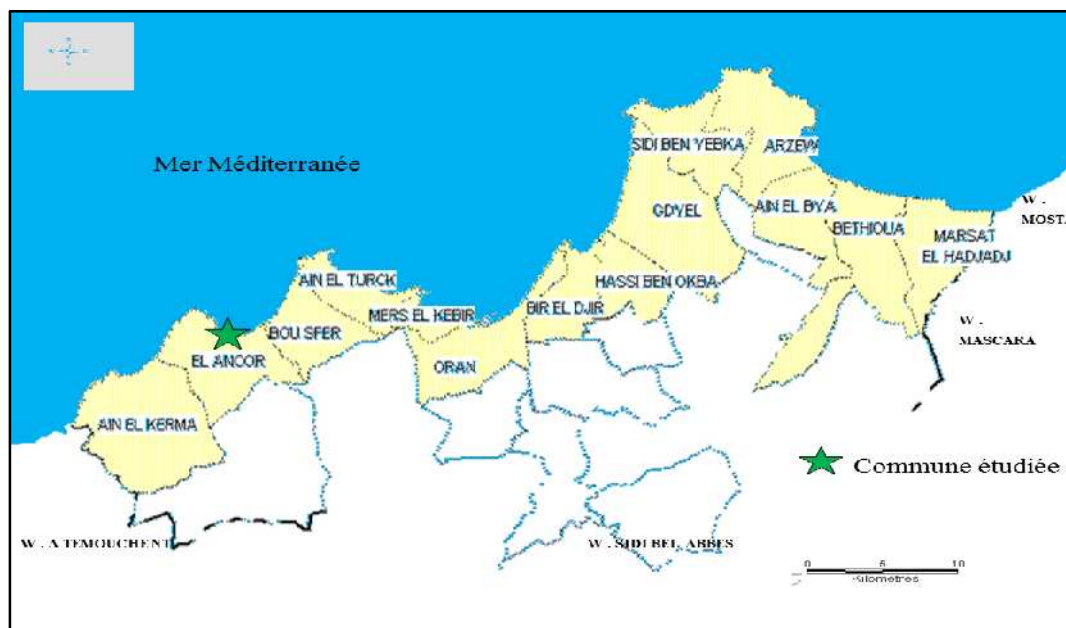 Mer Méditerranée
SIDI BEN YEBKA
ARZEW
GDYEL
AIN EL BYA
BETHIOUA
MARSAT
EL HADJADJ
W.
MOSTA
AIN EL TURCK
HASSI BEN OKBA
MERS EL KEBIR
BIR EL DJIR
BOU SFER
EL ANCOR
ORAN
W.
MASCARA
AIN EL KERMA
Commune étudiée
W. A TEMOUCHENT
W. SIDI BEL ABBES
0 5 10
Kilometres